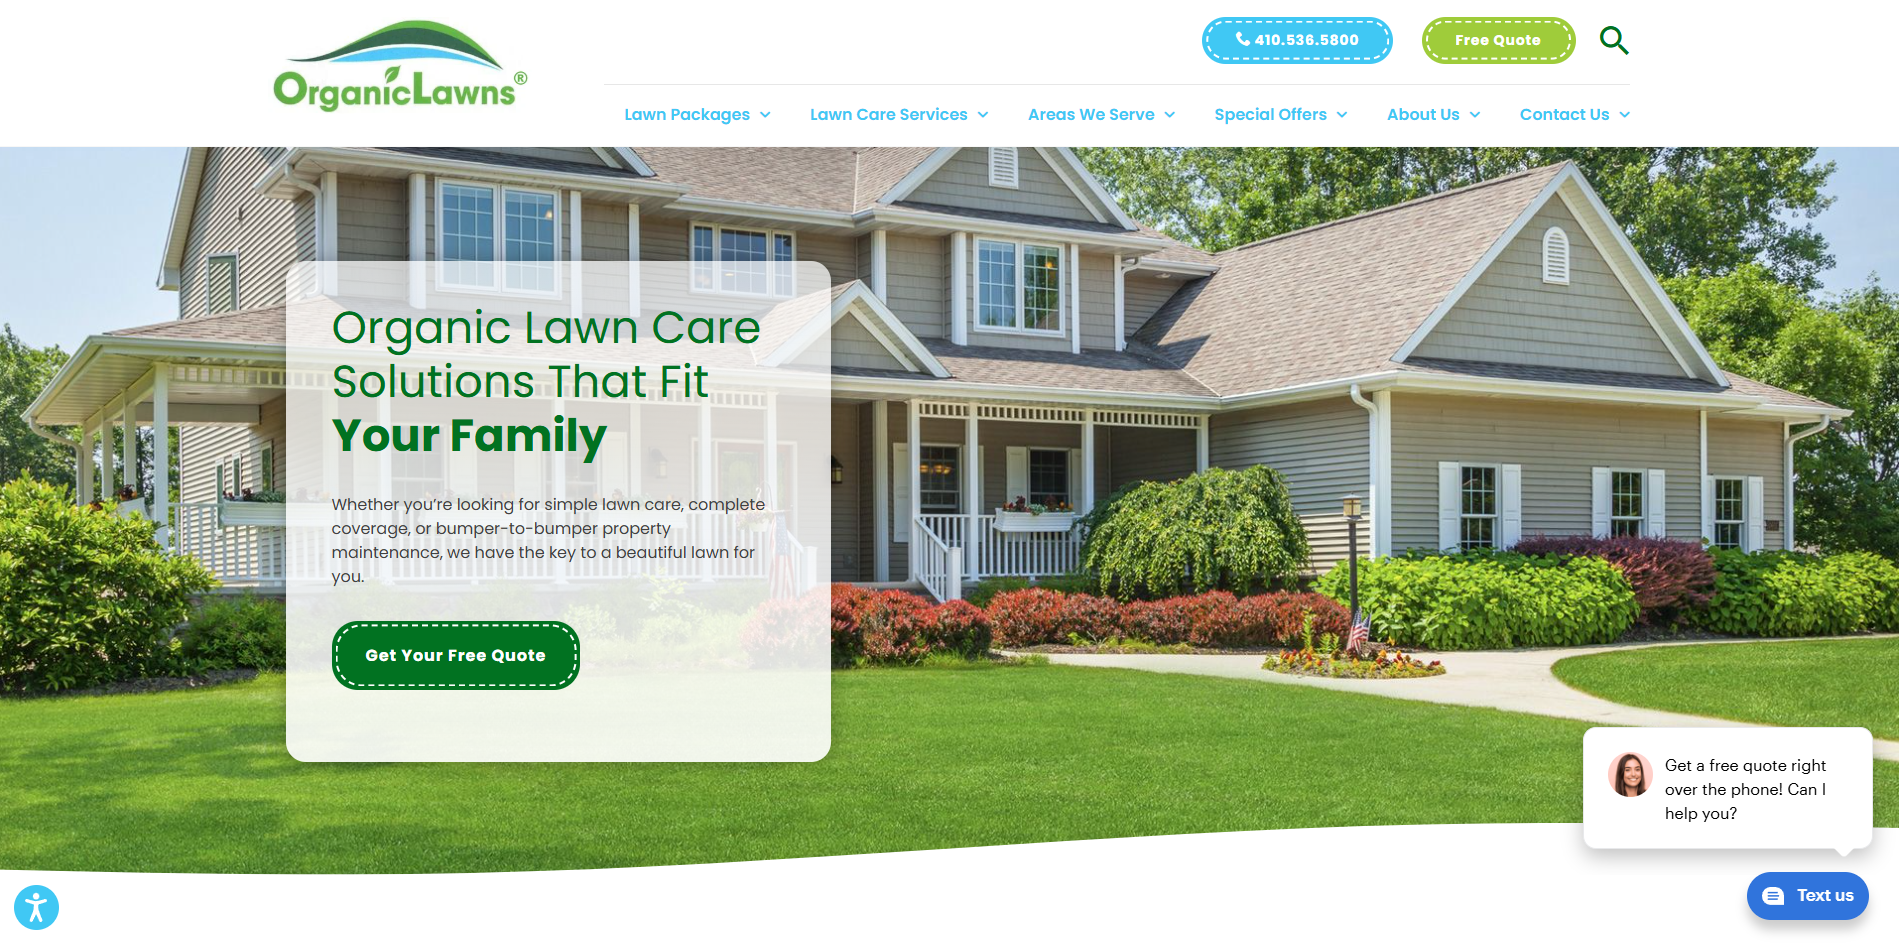 OrganicLawns®
410.536.5800
Free Quote
Lawn Packages
Lawn Care Services
Areas We Serve
Special Offers
About Us
Contact Us
Organic Lawn Care
Solutions That Fit
Your Family
Whether you’re looking for simple lawn care, complete
coverage, or bumper-to-bumper property
maintenance, we have the key to a beautiful lawn for
you.
Get Your Free Quote
Get a free quote right
over the phone! Can I
help you?
Text us